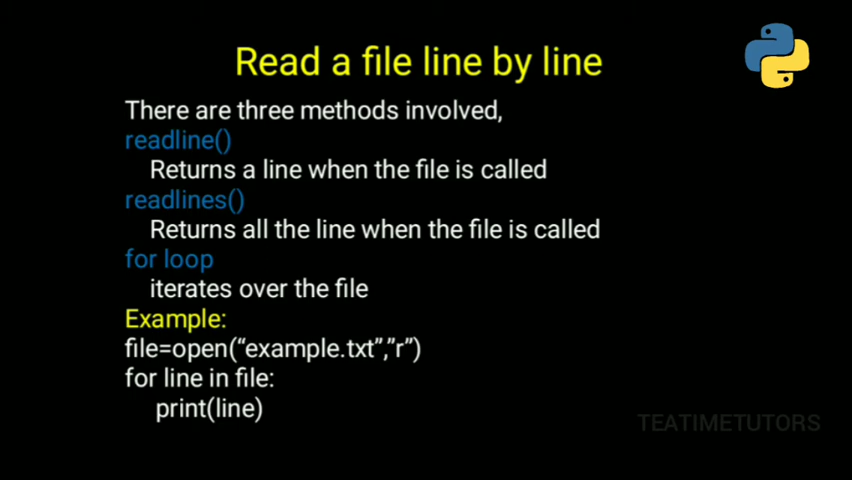 Read a file line by line
There are three methods involved,
readline()
Returns a line when the file is called
readlines()
Returns all the line when the file is called
for loop
iterates over the file
Example:
file=open(“example.txt”,”r”)
for line in file:
print(line)
TEATIMETUTORS